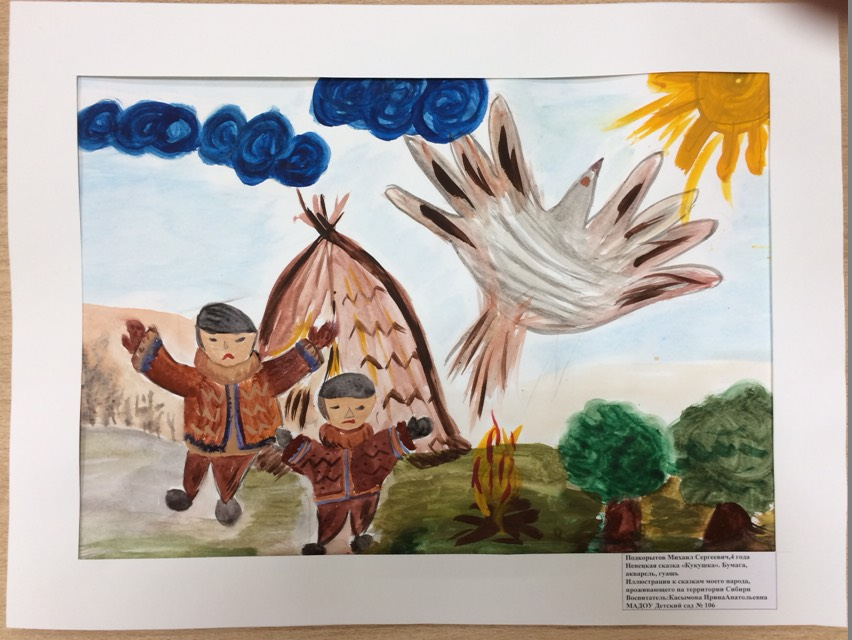 Подкорытов Михаил Сергеевич,4 года
Ненецкая сказка «Кукушка». Бумага,
акварель, гуашь
Иллюстрация к сказкам моего народа,
проживающего на территории Сибири
Воспитатель:Касымова ИринаАнатольевна
МАДОУ Детский сад № 106